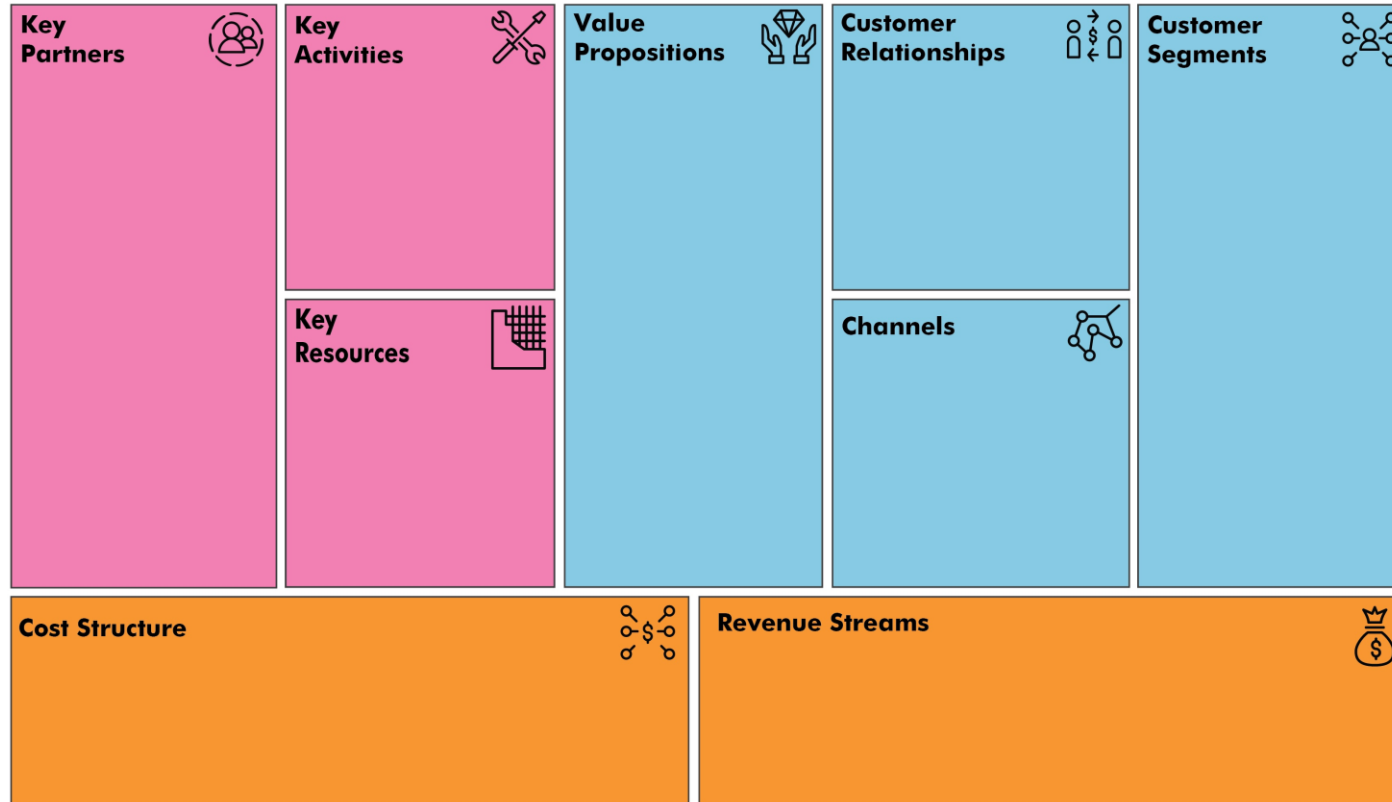 Key
Partners
Key
Activities
Key
Resources
Value
Propositions
Customer
Relationships
Channels
Customer
Segments
Cost Structure
Revenue Streams